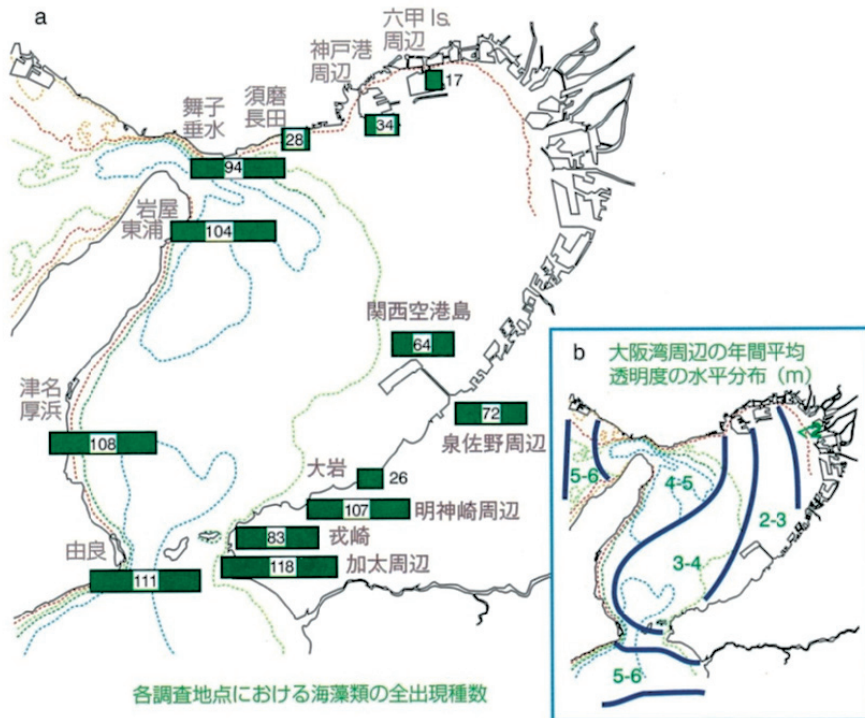 a
六甲 Is.
周辺
神戸港
周辺
17
須磨
長田
34
舞子
垂水
28
94
岩屋
東浦
104
関西空港島
64
津名
厚浜
72
泉佐野周辺
108
大岩
26
107
明神崎周辺
83
戎崎
由良
118
加太周辺
111
各調査地点における海藻類の全出現種数
b
大阪湾周辺の年間平均
透明度の水平分布（m）
<2
5-6
4-5
2-3
3-4
5-6